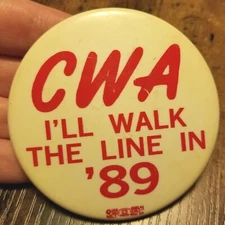 CWA
I'LL WALK
THE LINE IN
'89